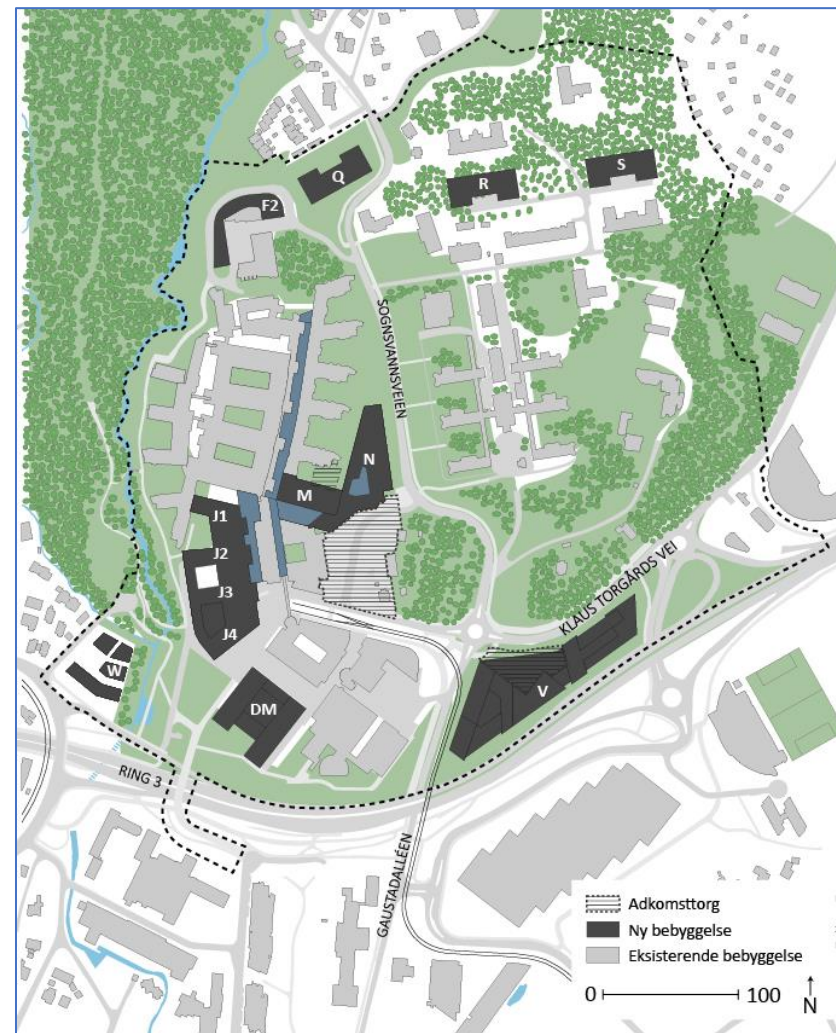 Q
R
S
F2
SOGNSVANNSVEIEN
N
M
J1
J2
J3
J4
KLAUS TORGÅRDS VEI
W
V
DM
RING 3
GAUSTADALLÉEN
Adkomsttorg
Ny bebyggelse
Eksisterende bebyggelse
0 100 N